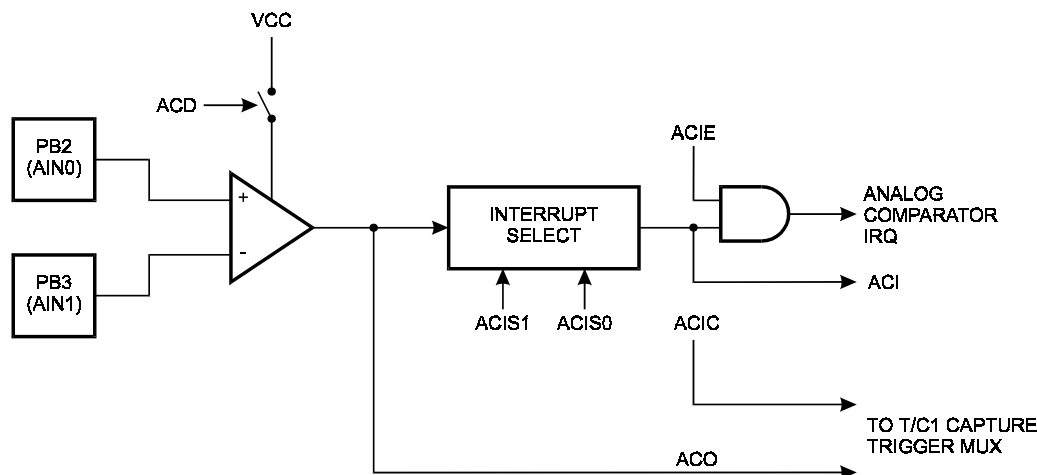 VCC
ACD
PB2
(AIN0)
+
-
PB3
(AIN1)
INTERRUPT
SELECT
ACIS1
ACIS0
ACIE
ANALOG
COMPARATOR
IRQ
ACI
ACIC
TO T/C1 CAPTURE
TRIGGER MUX
ACO